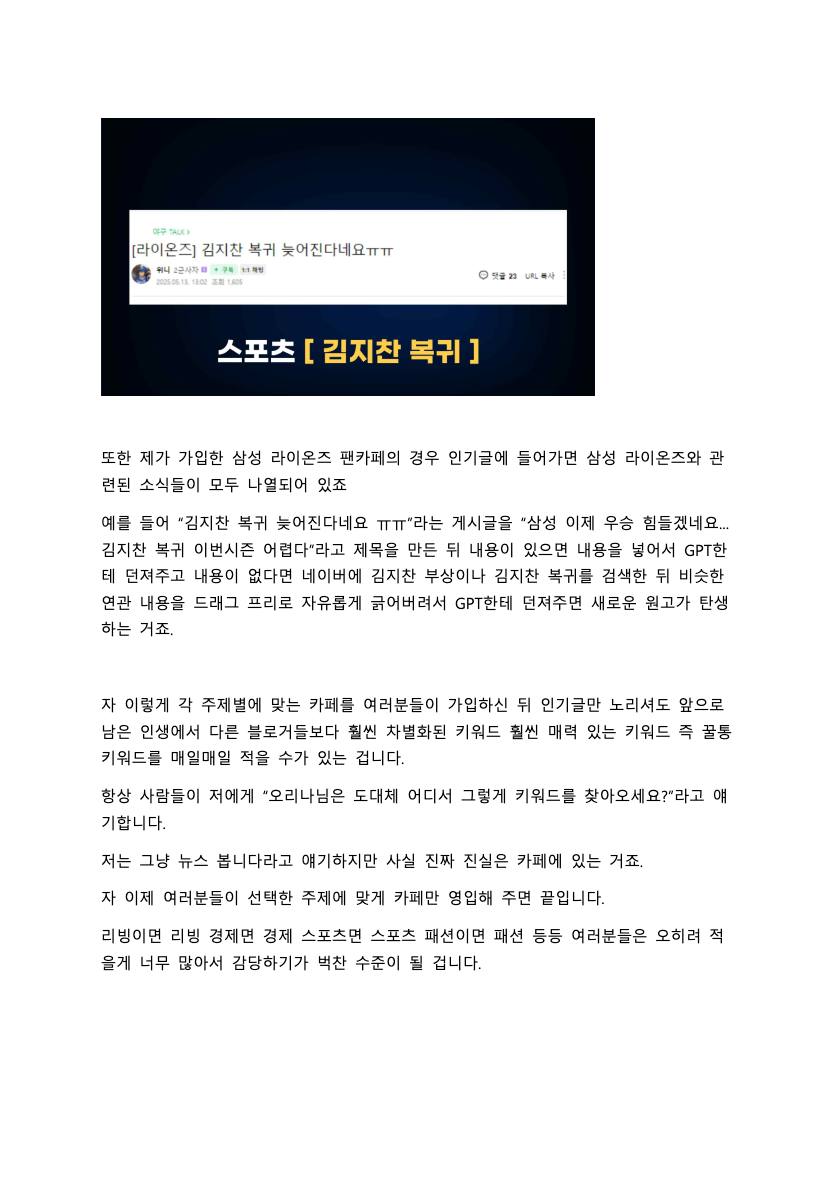 야구 TALK >
[라이온즈] 김지찬 복귀 늦어진다네요ㅠㅠ
위니 2군사자 + 구독 1:1 채팅
댓글 23 URL 복사
2025.05.13. 13:02 조회 1,605
스포츠 [ 김지찬 복귀 ]
또한 제가 가입한 삼성 라이온즈 팬카페의 경우 인기글에 들어가면 삼성 라이온즈와 관
련된 소식들이 모두 나열되어 있죠
예를 들어 “김지찬 복귀 늦어진다네요 ㅠㅠ”라는 게시글을 “삼성 이제 우승 힘들겠네요...
김지찬 복귀 이번시즌 어렵다”라고 제목을 만든 뒤 내용이 있으면 내용을 넣어서 GPT한
테 던져주고 내용이 없다면 네이버에 김지찬 부상이나 김지찬 복귀를 검색한 뒤 비슷한
연관 내용을 드래그 프리로 자유롭게 긁어버려서 GPT한테 던져주면 새로운 원고가 탄생
하는 거죠.
자 이렇게 각 주제별에 맞는 카페를 여러분들이 가입하신 뒤 인기글만 노리셔도 앞으로
남은 인생에서 다른 블로거들보다 훨씬 차별화된 키워드 훨씬 매력 있는 키워드 즉 꿀통
키워드를 매일매일 적을 수가 있는 겁니다.
항상 사람들이 저에게 “오리나님은 도대체 어디서 그렇게 키워드를 찾아오세요?”라고 얘
기합니다.
저는 그냥 뉴스 봅니다라고 얘기하지만 사실 진짜 진실은 카페에 있는 거죠.
자 이제 여러분들이 선택한 주제에 맞게 카페만 영입해 주면 끝입니다.
리빙이면 리빙 경제면 경제 스포츠면 스포츠 패션이면 패션 등등 여러분들은 오히려 적
을게 너무 많아서 감당하기가 벅찬 수준이 될 겁니다.